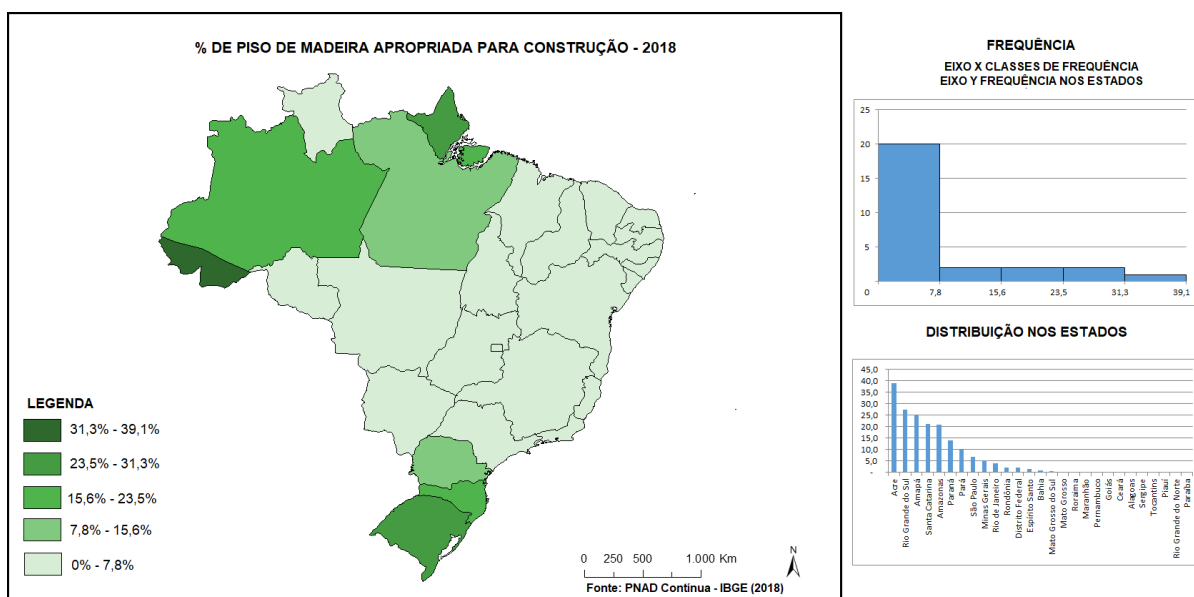 % DE PISO DE MADEIRA APROPRIADA PARA CONSTRUÇÃO - 2018
LEGENDA
31,3% - 39,1%
23,5% - 31,3%
15,6% - 23,5%
7,8% - 15,6%
0% - 7,8%
0 250 500 1.000 Km
N
Fonte: PNAD Contínua - IBGE (2018)
FREQUÊNCIA
EIXO X CLASSES DE FREQUÊNCIA
EIXO Y FREQUÊNCIA NOS ESTADOS
25
20
15
10
5
0
7,8 15,6 23,5 31,3 39,1
DISTRIBUIÇÃO NOS ESTADOS
45,0
40,0
35,0
30,0
25,0
20,0
15,0
10,0
5,0
-
Acre
Rio Grande do Sul
Amapá
Santa Catarina
Amazonas
Paraná
Pará
São Paulo
Minas Gerais
Rio de Janeiro
Rondônia
Distrito Federal
Espírito Santo
Bahia
Mato Grosso do Sul
Mato Grosso
Roraima
Maranhão
Pernambuco
Goiás
Ceará
Alagoas
Sergipe
Tocantins
Piauí
Rio Grande do Norte
Paraíba